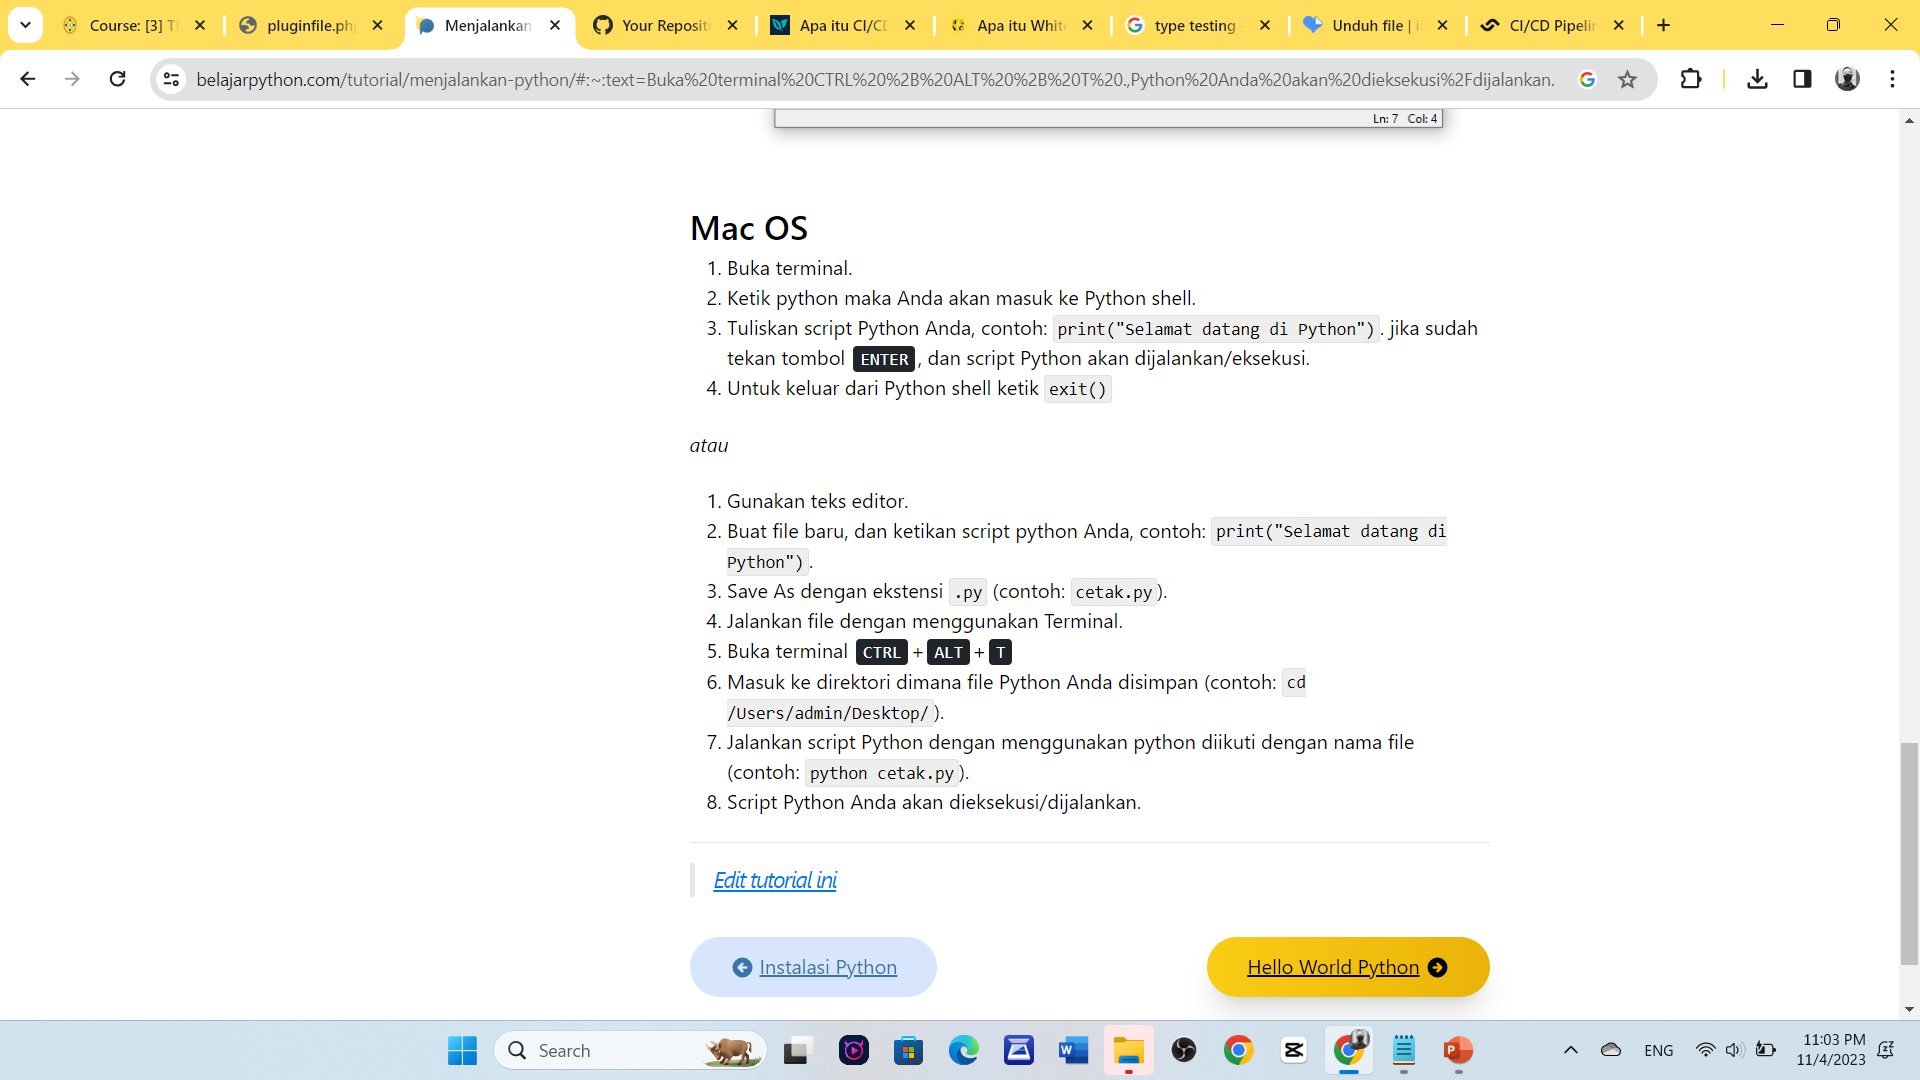 Course: [3] T
pluginfile.ph
Menjalankan
Your Reposit
Apa itu CI/CD
Apa itu White
type testing
Unduh file |
CI/CD Pipelin
belajarpython.com/tutorial/menjalankan-python/#:~:text=Buka%20terminal%20CTRL%20%2B%20ALT%20%2B%20T%20.,Python%20Anda%20akan%20dieksekusi%2Fdijalankan.
Ln: 7 Col: 4
Mac OS
1. Buka terminal.
2. Ketik python maka Anda akan masuk ke Python shell.
3. Tuliskan script Python Anda, contoh: print("Selamat datang di Python"). jika sudah
tekan tombol ENTER, dan script Python akan dijalankan/eksekusi.
4. Untuk keluar dari Python shell ketik exit()
atau
1. Gunakan teks editor.
2. Buat file baru, dan ketikan script python Anda, contoh: print("Selamat datang di
Python").
3. Save As dengan ekstensi .py (contoh: cetak.py).
4. Jalankan file dengan menggunakan Terminal.
5. Buka terminal CTRL + ALT + T
6. Masuk ke direktori dimana file Python Anda disimpan (contoh: cd
/Users/admin/Desktop/).
7. Jalankan script Python dengan menggunakan python diikuti dengan nama file
(contoh: python cetak.py).
8. Script Python Anda akan dieksekusi/dijalankan.
Edit tutorial ini
Instalasi Python
Hello World Python
Search
ENG
11:03 PM
11/4/2023